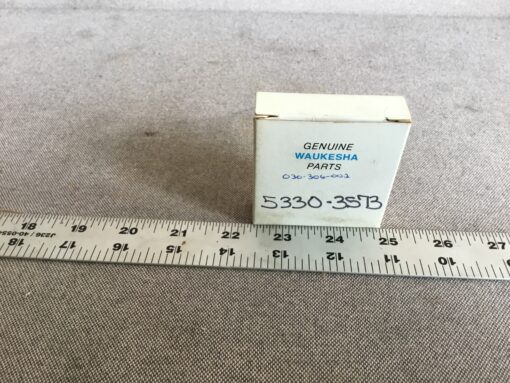 GENUINE
WAUKESHA
PARTS
030-306-002
5330-35T3
18 19 20 21 22 23 24 25 26 27
18 17 16 15 14 13 12 11 10